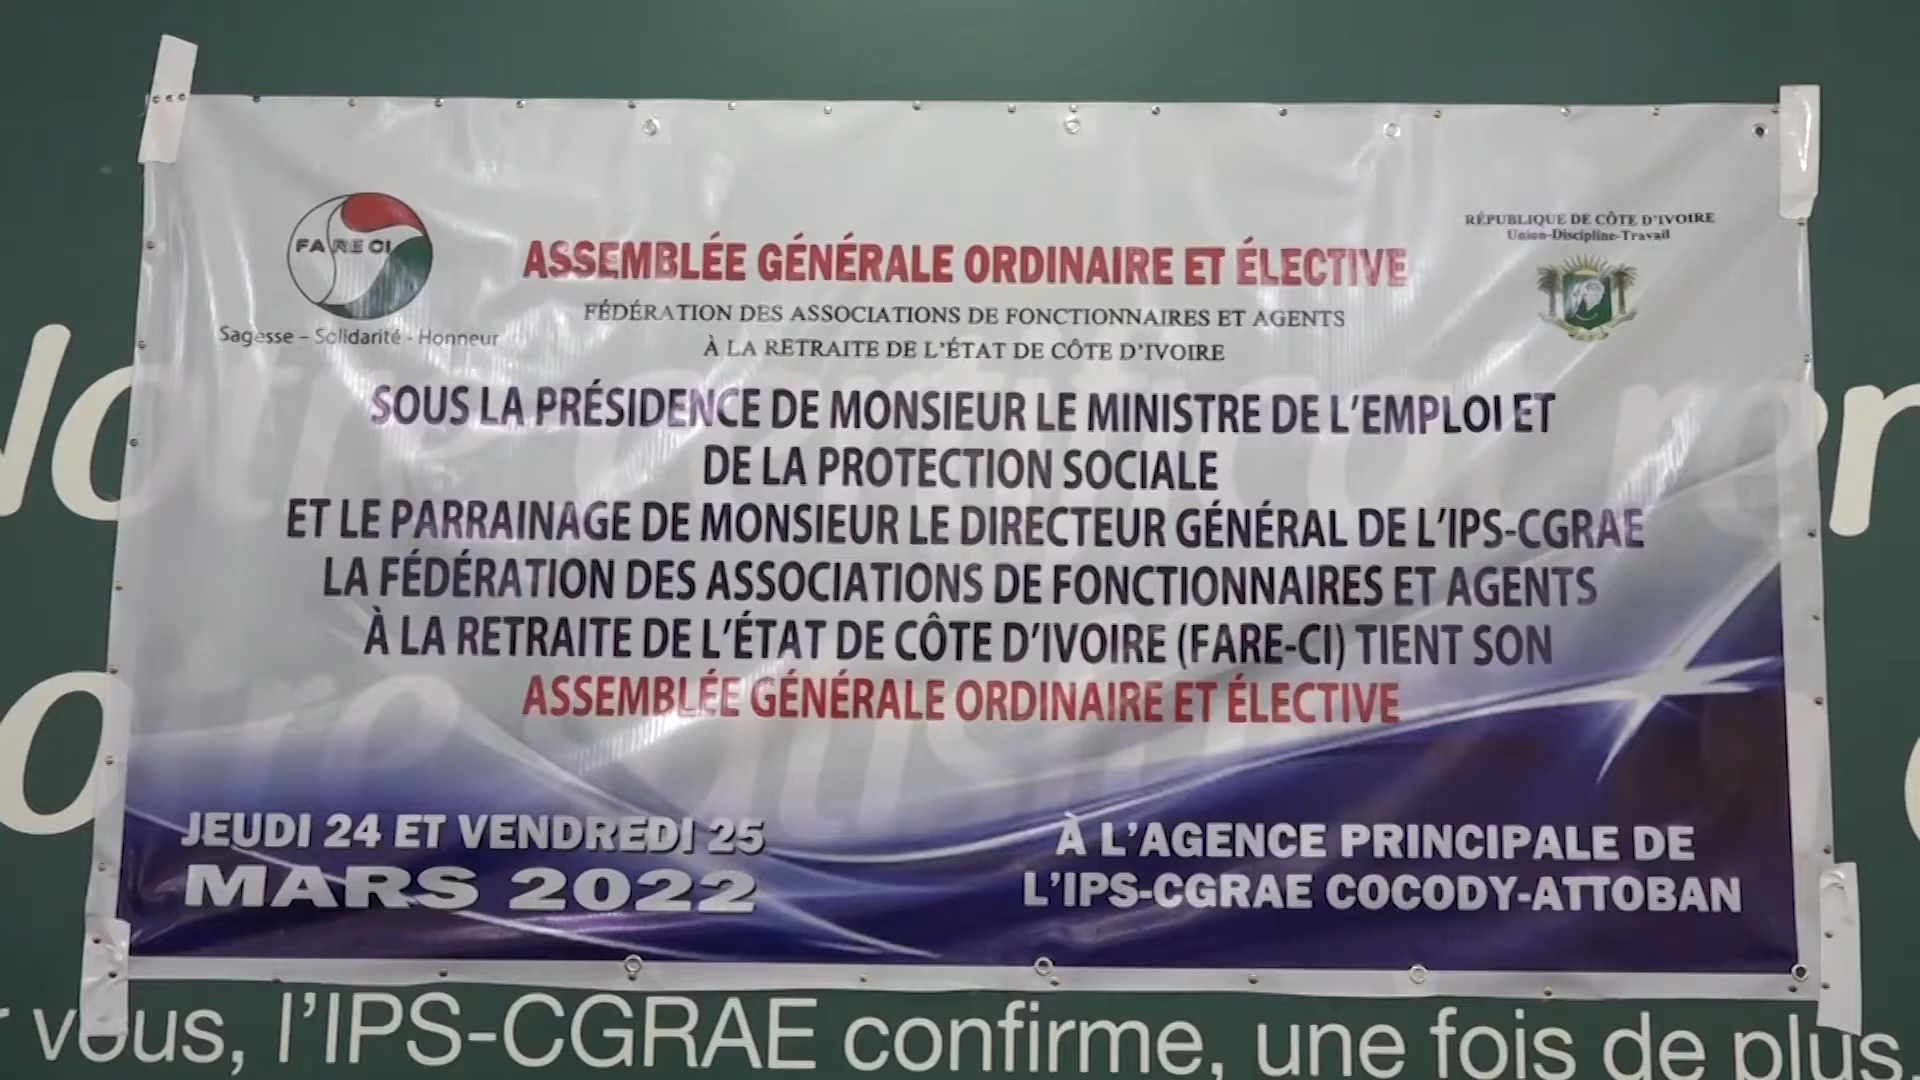 FARECI
Sagesse – Solidarité - Honneur
RÉPUBLIQUE DE CÔTE D'IVOIRE
Union-Discipline-Travail
ASSEMBLÉE GÉNÉRALE ORDINAIRE ET ÉLECTIVE
FÉDÉRATION DES ASSOCIATIONS DE FONCTIONNAIRES ET AGENTS
À LA RETRAITE DE L'ÉTAT DE CÔTE D'IVOIRE
SOUS LA PRÉSIDENCE DE MONSIEUR LE MINISTRE DE L'EMPLOI ET
DE LA PROTECTION SOCIALE
ET LE PARRAINAGE DE MONSIEUR LE DIRECTEUR GÉNÉRAL DE L'IPS-CGRAE
LA FÉDÉRATION DES ASSOCIATIONS DE FONCTIONNAIRES ET AGENTS
À LA RETRAITE DE L'ÉTAT DE CÔTE D'IVOIRE (FARE-CI) TIENT SON
ASSEMBLÉE GÉNÉRALE ORDINAIRE ET ÉLECTIVE
JEUDI 24 ET VENDREDI 25
MARS 2022
À L'AGENCE PRINCIPALE DE
L'IPS-CGRAE COCODY-ATTOBAN
vous, l'IPS-CGRAE confirme, une fois de plus,